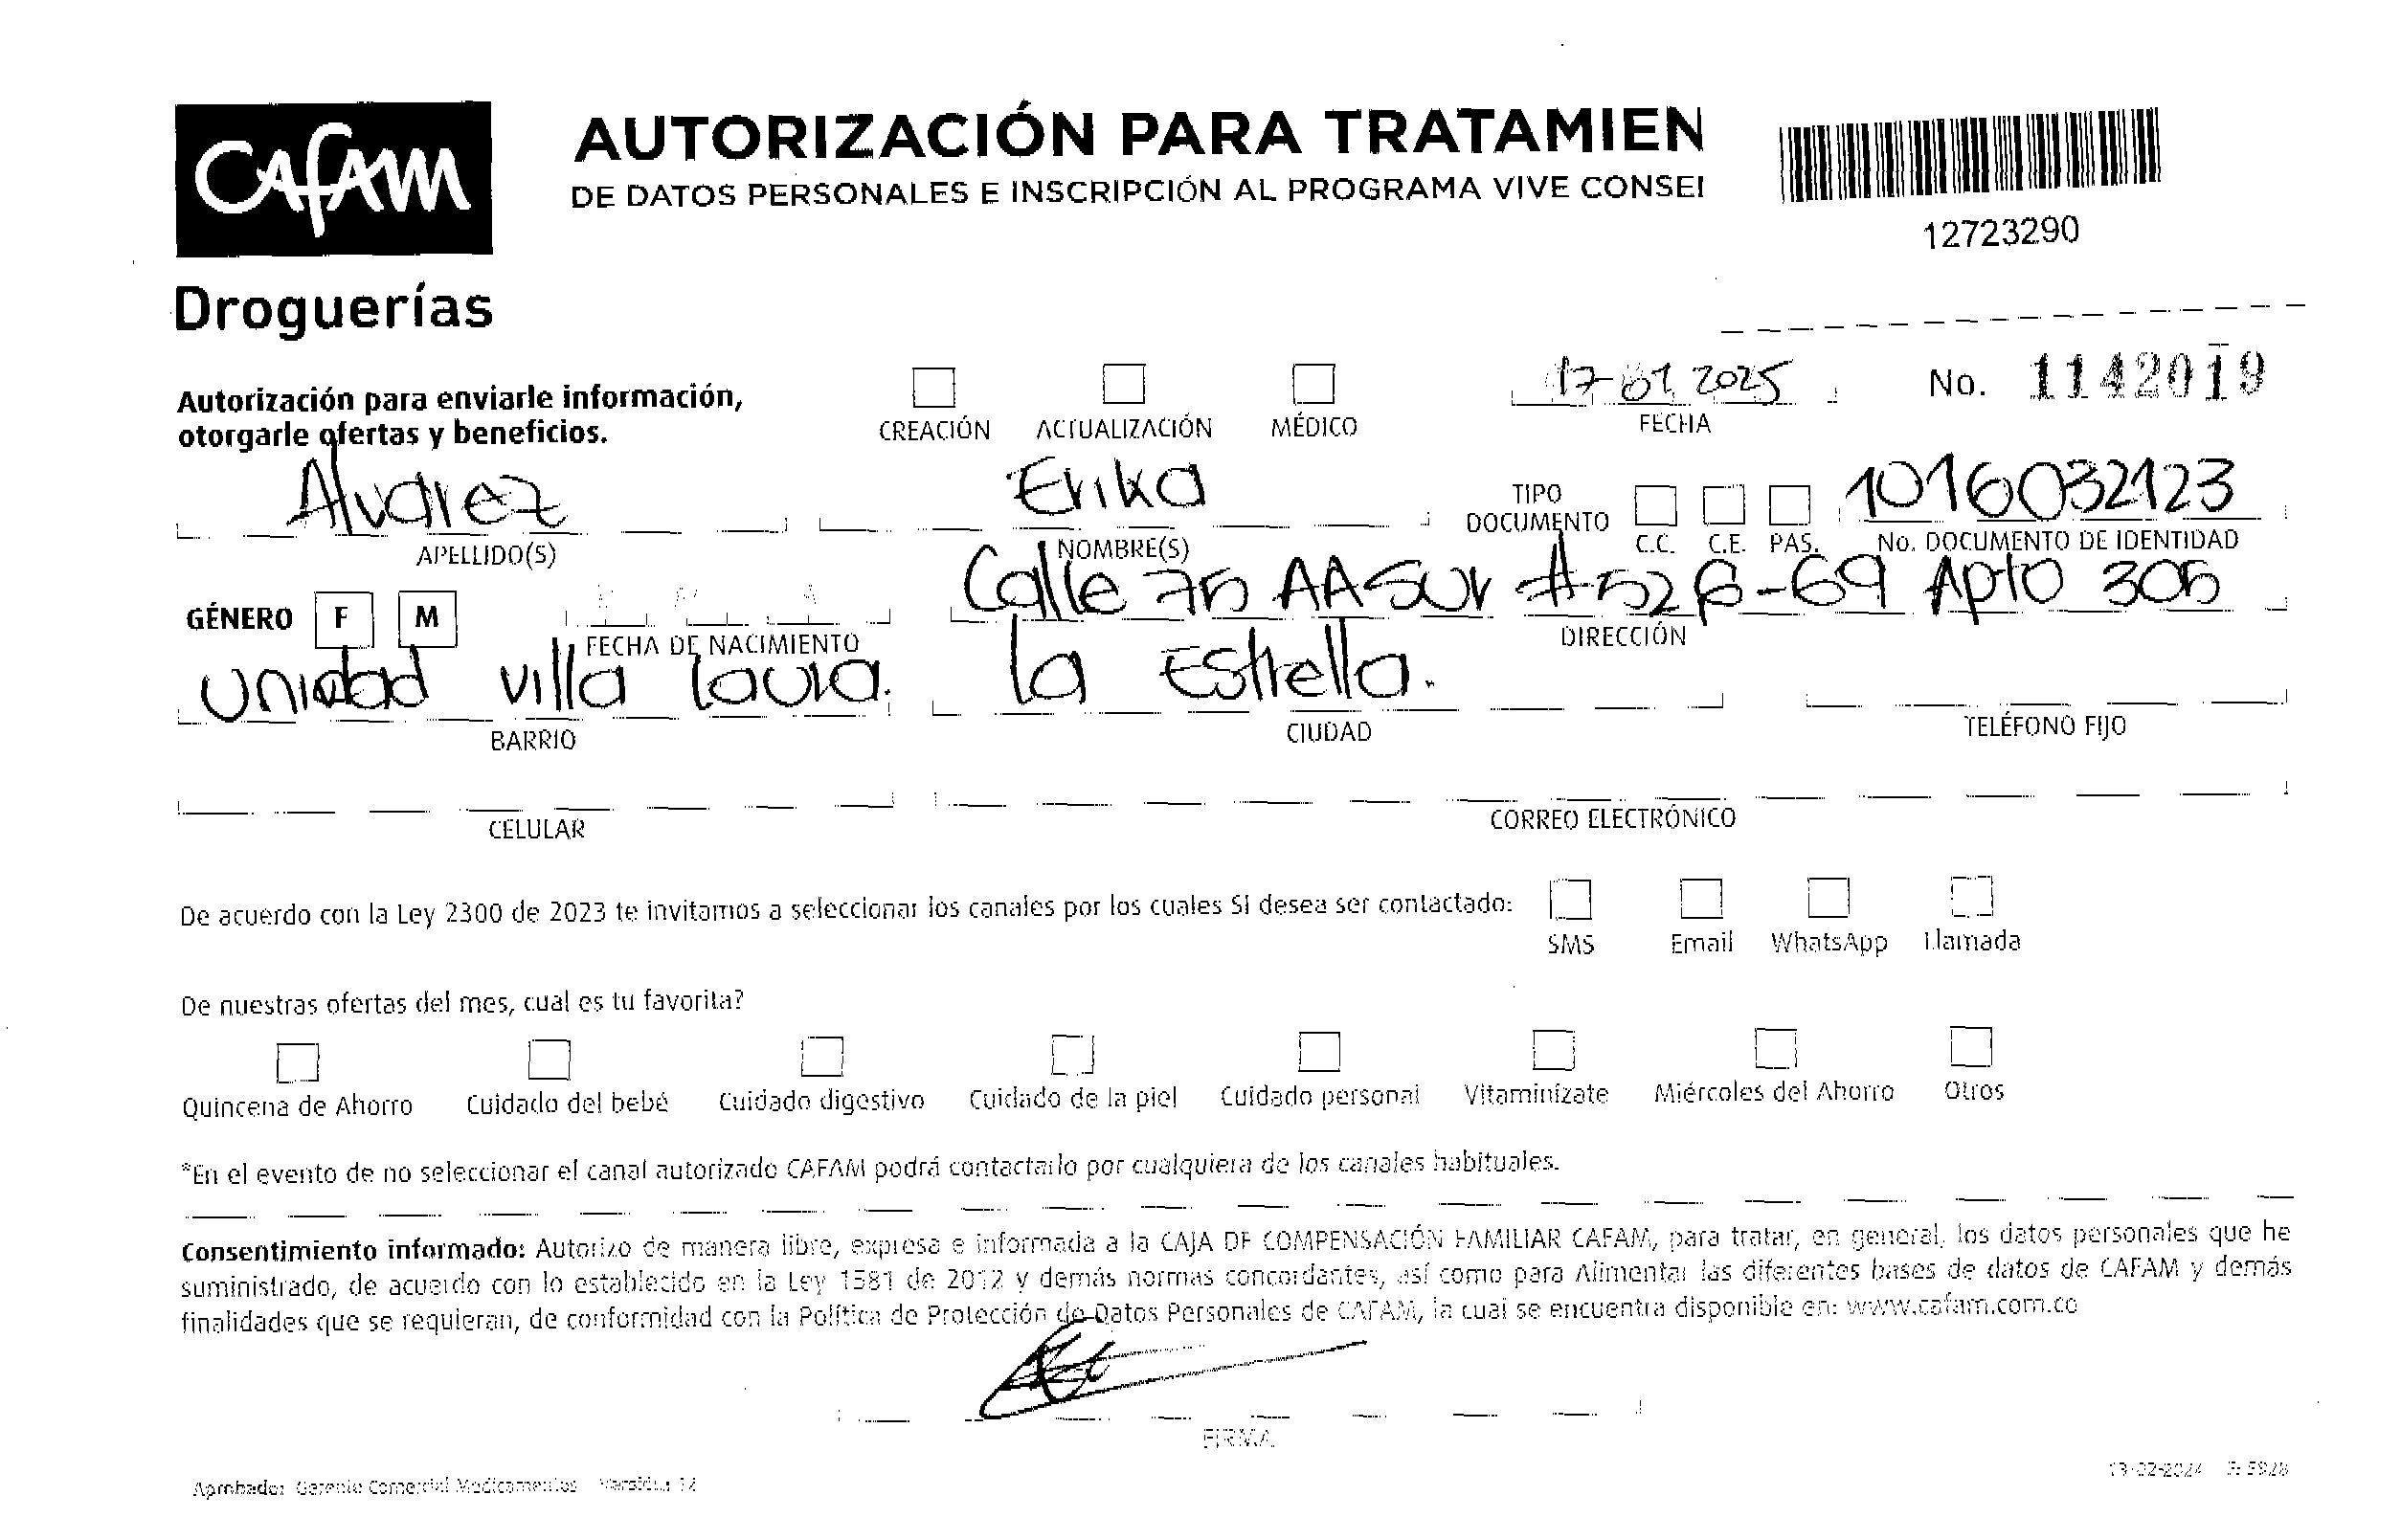 Cafam
AUTORIZACIÓN PARA TRATAMIEN
DE DATOS PERSONALES E INSCRIPCIÓN AL PROGRAMA VIVE CONSEI
12723290
Droguerías
Autorización para enviarle información,
otorgarle ofertas y beneficios.
CREACIÓN ACTUALIZACIÓN MÉDICO
17-01 2025
FECHA
No. 1142019
Alvarez Erika
TIPO DOCUMENTO C.C. C.E. PAS. 1016032123
APELLIDO(S) NOMBRE(S) No. DOCUMENTO DE IDENTIDAD
GÉNERO F M
Calle 75 AA SUR # 52 -69 Apto 305
FECHA DE NACIMIENTO DIRECCIÓN
Unidad villa laura. la Estrella.
BARRIO CIUDAD TELÉFONO FIJO
CELULAR CORREO ELECTRÓNICO
De acuerdo con la Ley 2300 de 2023 te invitamos a seleccionar los canales por los cuales SI desea ser contactado:
SMS Email WhatsApp Llamada
De nuestras ofertas del mes, cual es tu favorita?
Quincena de Ahorro Cuidado del bebé Cuidado digestivo Cuidado de la piel Cuidado personal Vitaminízate Miércoles del Ahorro Otros
*En el evento de no seleccionar el canal autorizado CAFAM podrá contactarlo por cualquiera de los canales habituales.
Consentimiento informado: Autorizo de manera libre, expresa e informada a la CAJA DE COMPENSACIÓN FAMILIAR CAFAM, para tratar, en general, los datos personales que he
suministrado, de acuerdo con lo establecido en la Ley 1581 de 2012 y demás normas concordantes, así como para Alimentar las diferentes bases de datos de CAFAM y demás
finalidades que se requieran, de conformidad con la Política de Protección de Datos Personales de CAFAM, la cual se encuentra disponible en: www.cafam.com.co
FIRMA
Aprobado: Gerente Comercial Medicamentos
13-02-2024